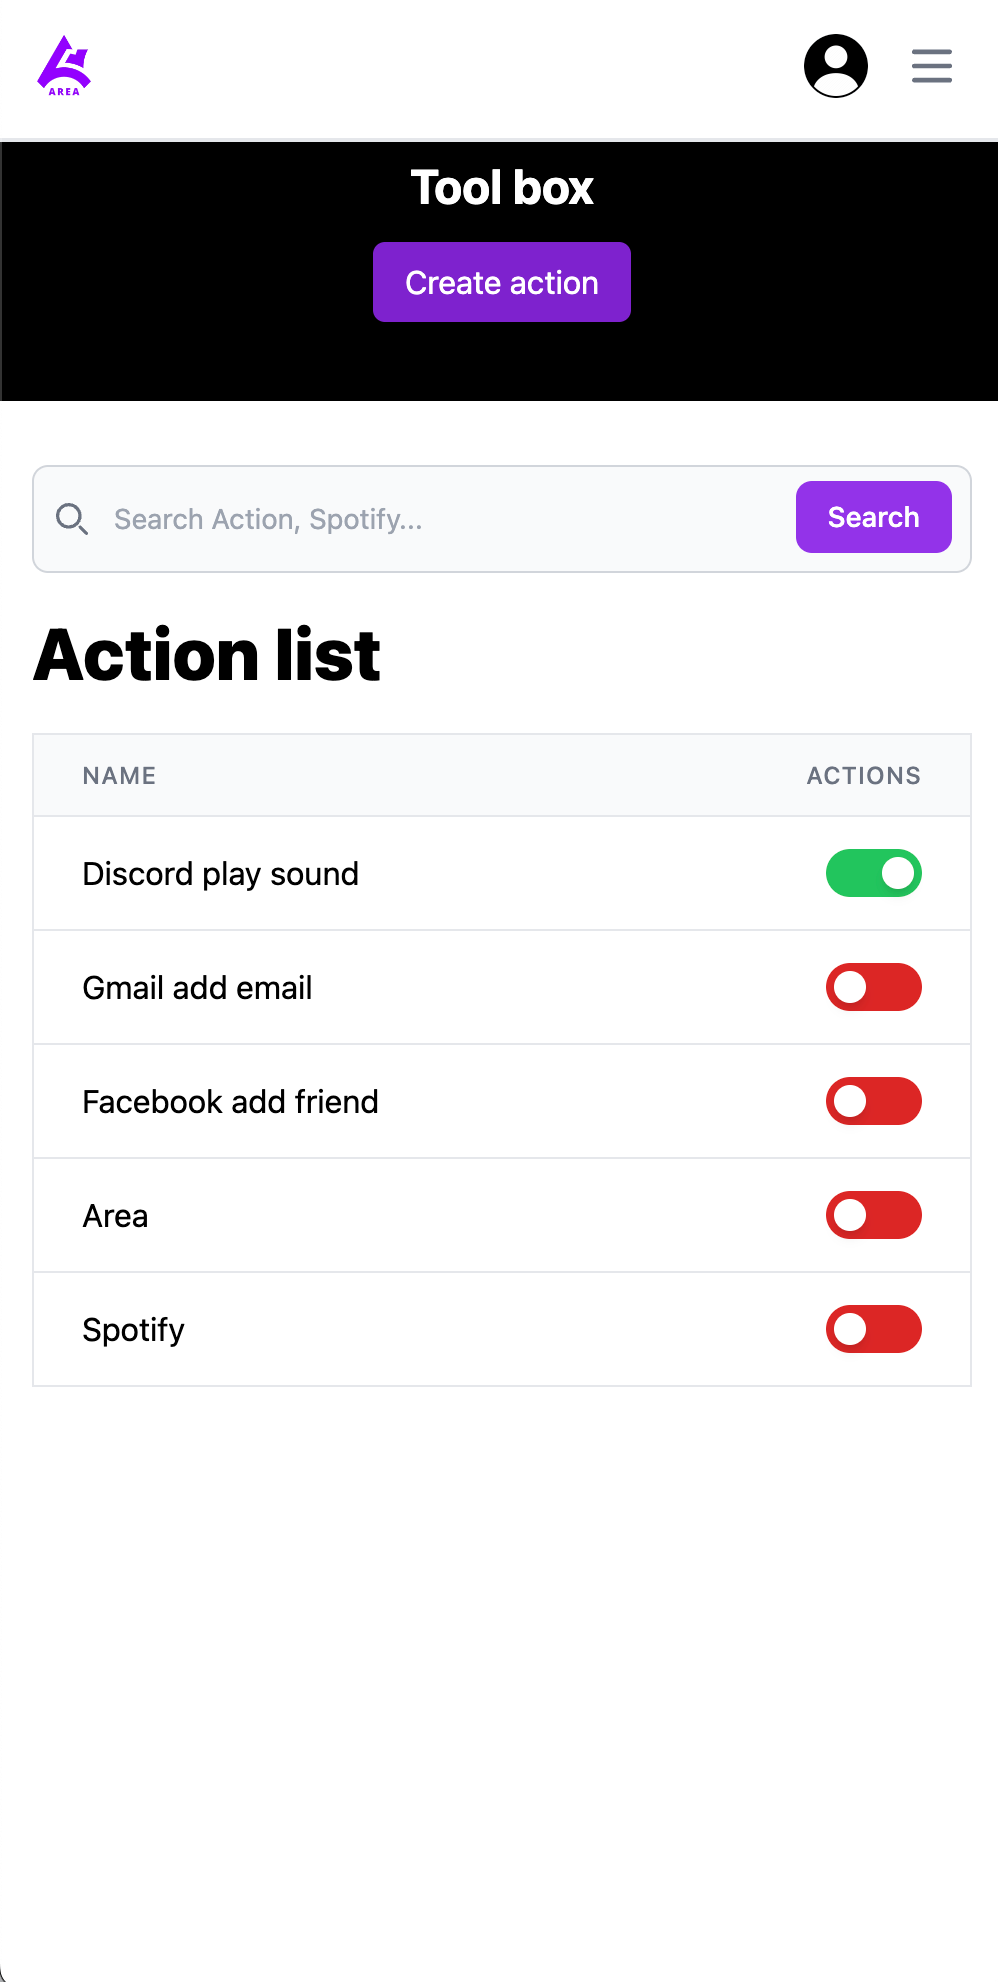 AREA
Tool box
Create action
Search Action, Spotify...
Search
Action list
NAME ACTIONS
Discord play sound
Gmail add email
Facebook add friend
Area
Spotify